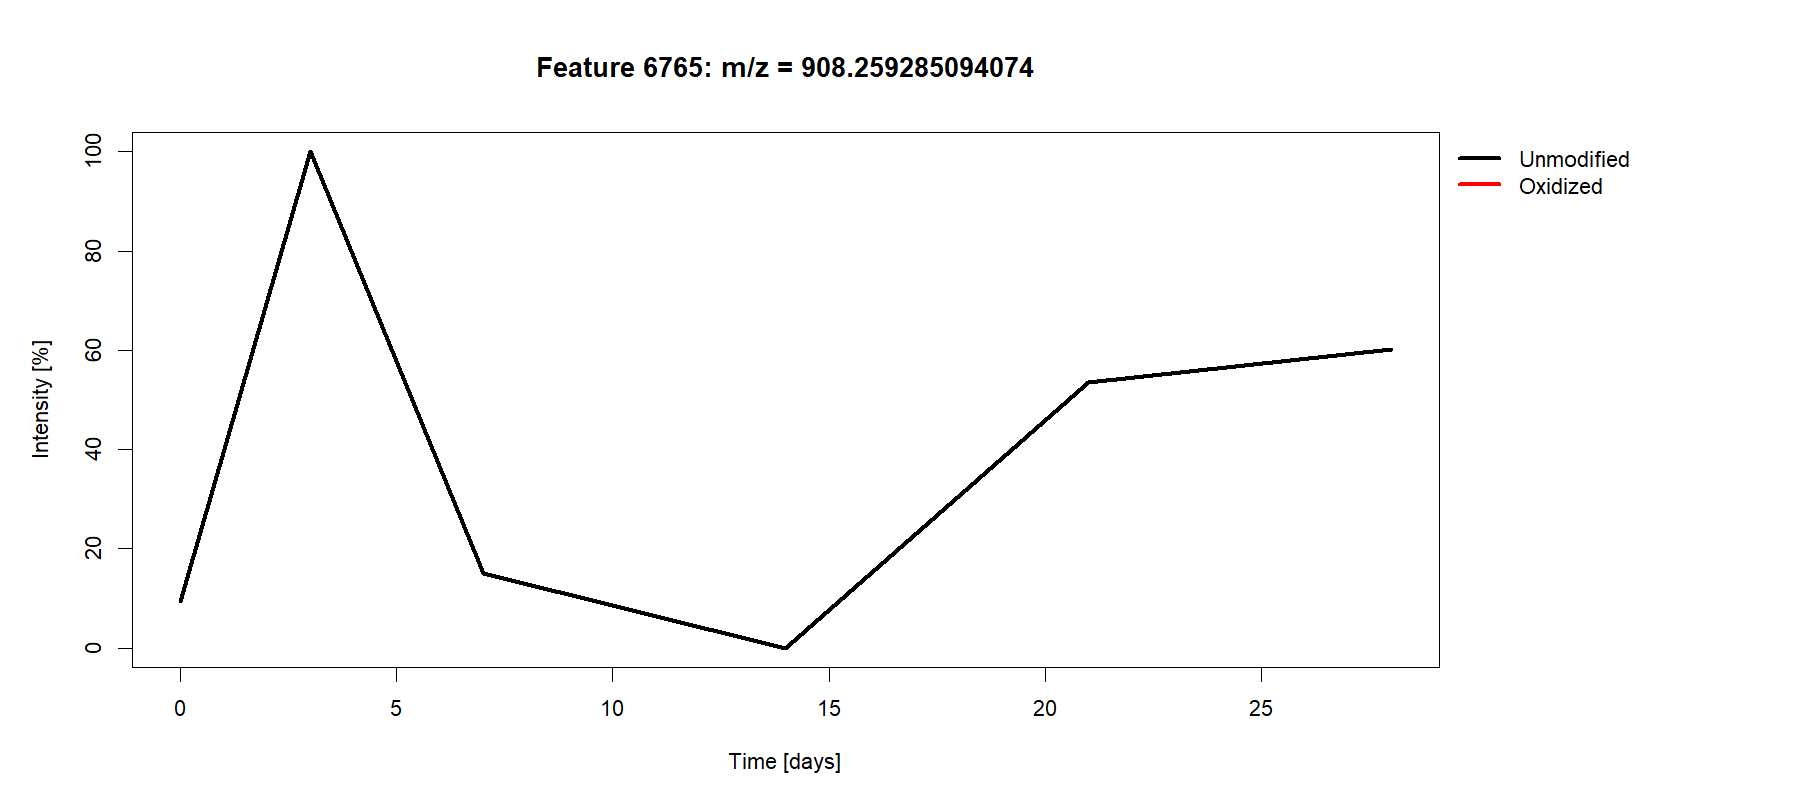 Feature 6765: m/z = 908.259285094074
Unmodified
Oxidized
Intensity [%]
100
80
60
40
20
0
0 5 10 15 20 25
Time [days]